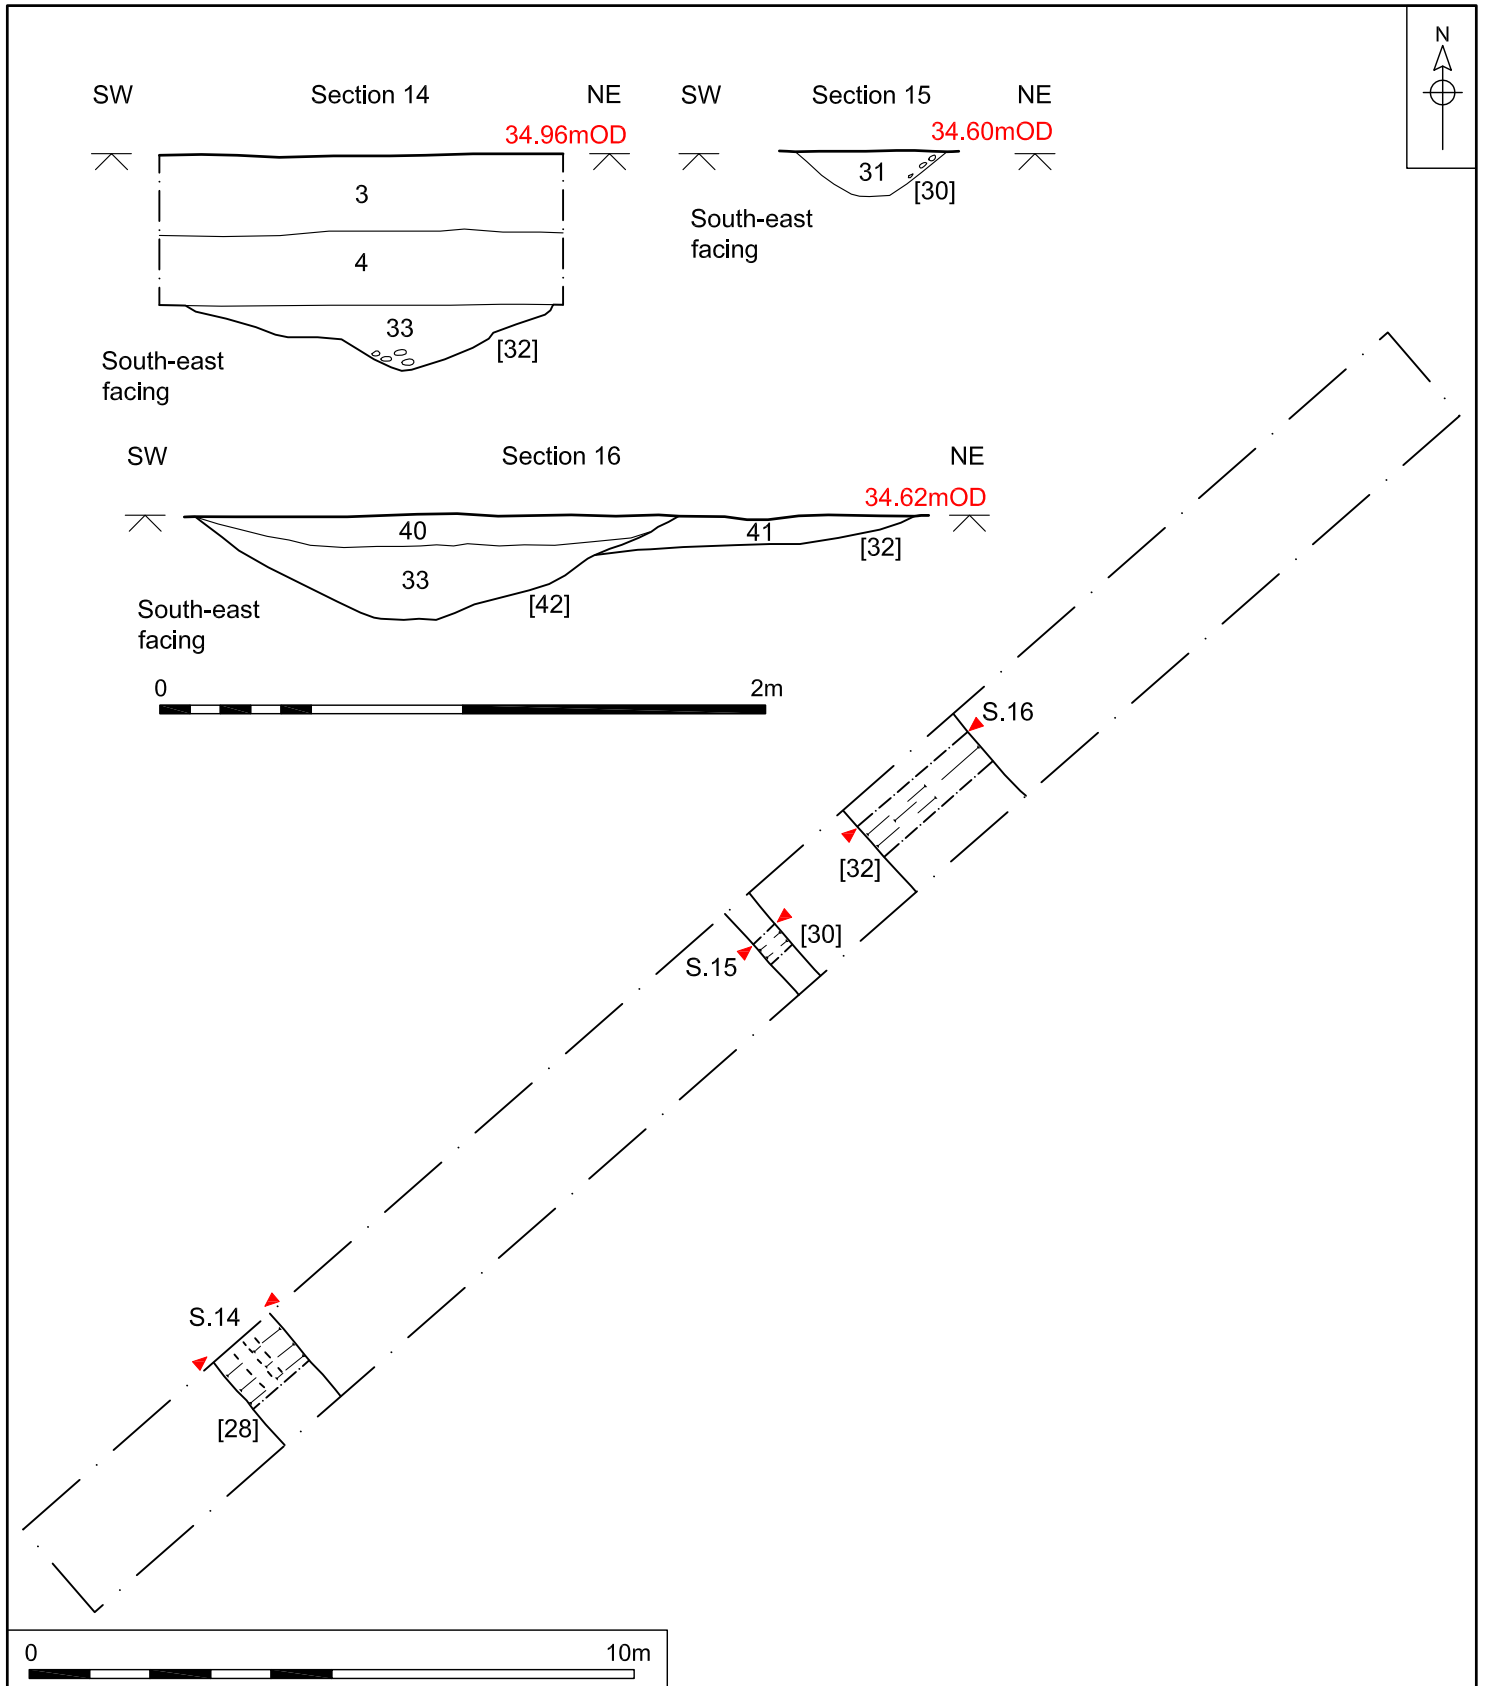 N
SW Section 14 NE
34.96mOD
3
4
33
[32]
South-east
facing
SW Section 15 NE
34.60mOD
31
[30]
South-east
facing
SW Section 16 NE
34.62mOD
40
41
[32]
33
[42]
South-east
facing
0 2m
S.16
[32]
[30]
S.15
S.14
[28]
0 10m